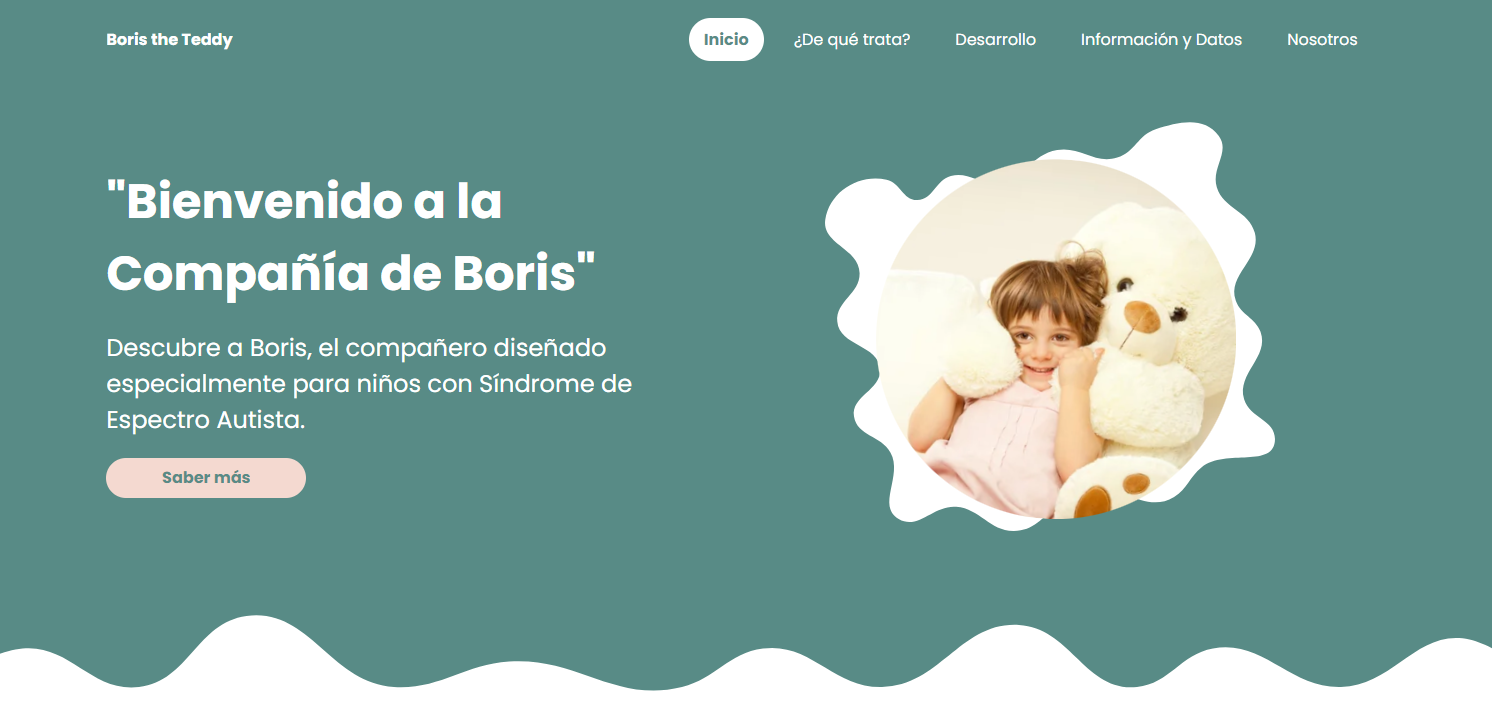 Boris the Teddy
Inicio
¿De qué trata?
Desarrollo
Información y Datos
Nosotros
"Bienvenido a la
Compañía de Boris"
Descubre a Boris, el compañero diseñado
especialmente para niños con Síndrome de
Espectro Autista.
Saber más